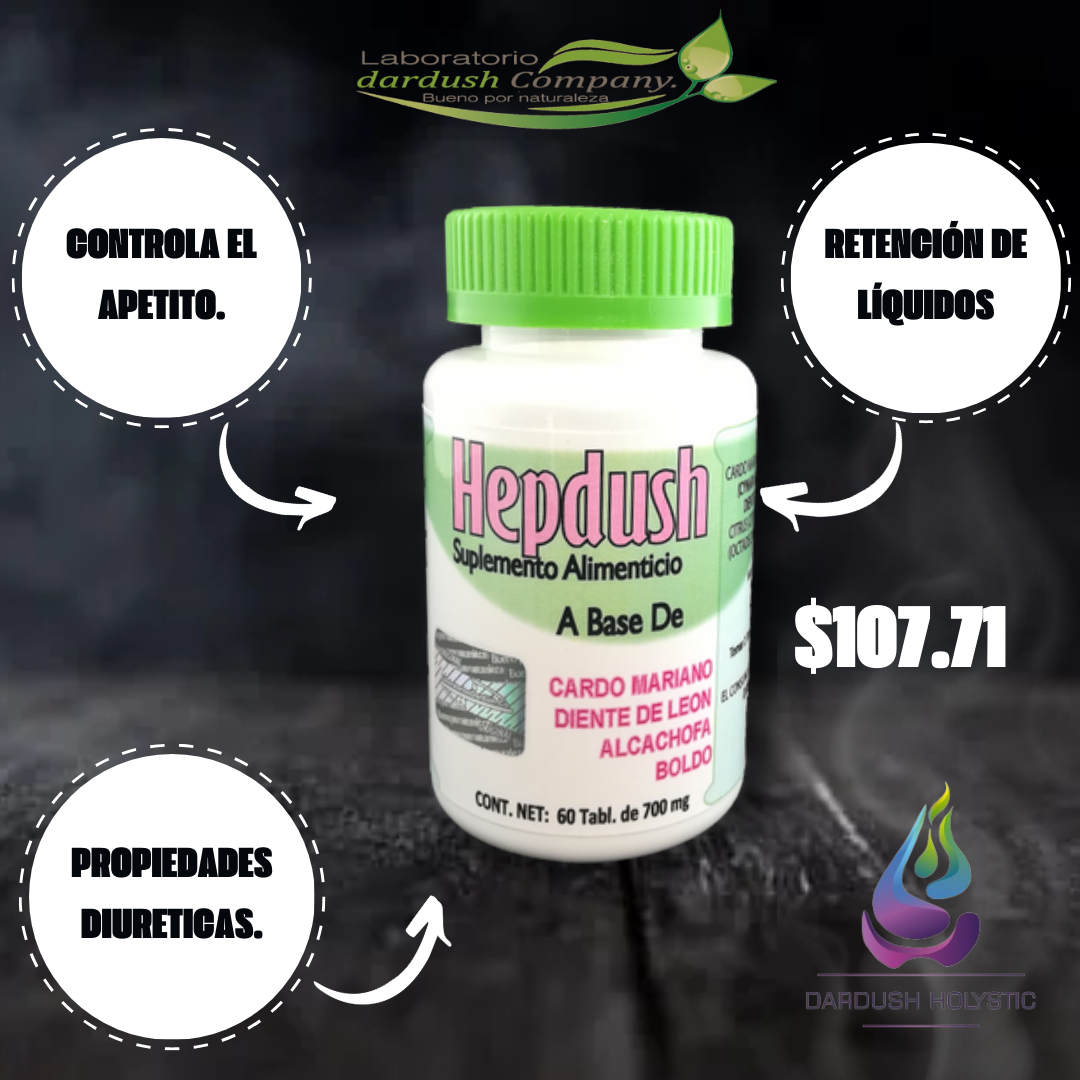 Laboratorio
dardush Company.
Bueno por naturaleza
CONTROLA EL
APETITO.
RETENCIÓN DE
LÍQUIDOS
Hepdush
Suplemento Alimenticio
A Base De
CARDO MARIANO
DIENTE DE LEON
ALCACHOFA
BOLDO
CONT. NET: 60 Tabl. de 700 mg
$107.71
PROPIEDADES
DIURETICAS.
DARDUSH HOLYSTIC